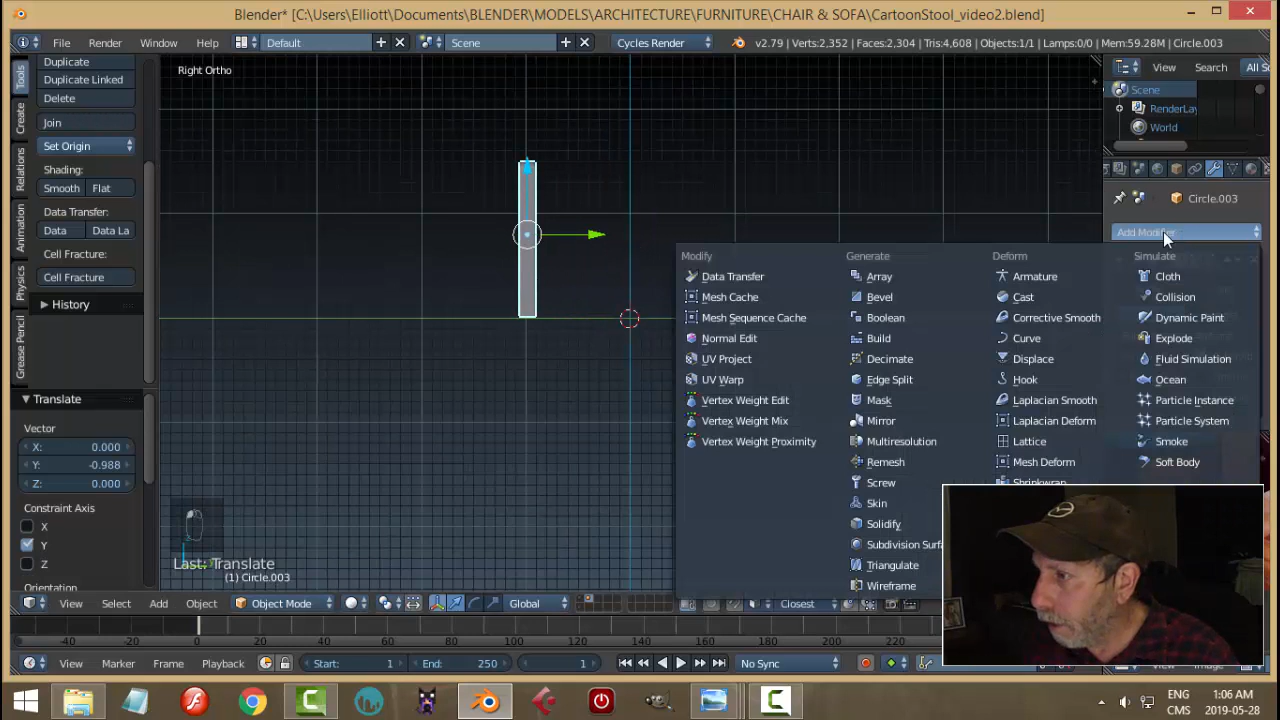 Blender* [C:\Users\Elliott\Documents\BLENDER\MODELS\ARCHITECTURE\FURNITURE\CHAIR & SOFA\CartoonStool_video2.blend]
File Render Window Help Default Scene Cycles Render v2.79 | Verts:2,352 | Faces:2,304 | Tris:4,608 | Objects:1/1 | Lamps:0/0 | Mem:59.28M | Circle.003
Duplicate
Duplicate Linked
Delete
Join
Set Origin
Shading:
Smooth Flat
Data Transfer:
Data Data La
Cell Fracture:
Cell Fracture
History
Tools
Create
Relations
Animation
Physics
Grease Pencil
Translate
Vector
X: 0.000
Y: -0.988
Z: 0.000
Constraint Axis
X
Y
Z
Orientation
Right Ortho
Last: Translate
(1) Circle.003
View Search All S
Scene
RenderLay
World
Circle.003
Add Modifier
Modify
Data Transfer
Mesh Cache
Mesh Sequence Cache
Normal Edit
UV Project
UV Warp
Vertex Weight Edit
Vertex Weight Mix
Vertex Weight Proximity
Generate
Array
Bevel
Boolean
Build
Decimate
Edge Split
Mask
Mirror
Multiresolution
Remesh
Screw
Skin
Solidify
Subdivision Surf
Triangulate
Wireframe
Deform
Armature
Cast
Corrective Smooth
Curve
Displace
Hook
Laplacian Smooth
Laplacian Deform
Lattice
Mesh Deform
Shrinkwrap
Simulate
Cloth
Collision
Dynamic Paint
Explode
Fluid Simulation
Ocean
Particle Instance
Particle System
Smoke
Soft Body
View Select Add Object Object Mode Global Closest
-40 -20 0 20 40 60 80 100 120 140 160 180 200 220
View Marker Frame Playback Start: 1 End: 250 1 No Sync View Image
ENG
CMS
1:06 AM
2019-05-28